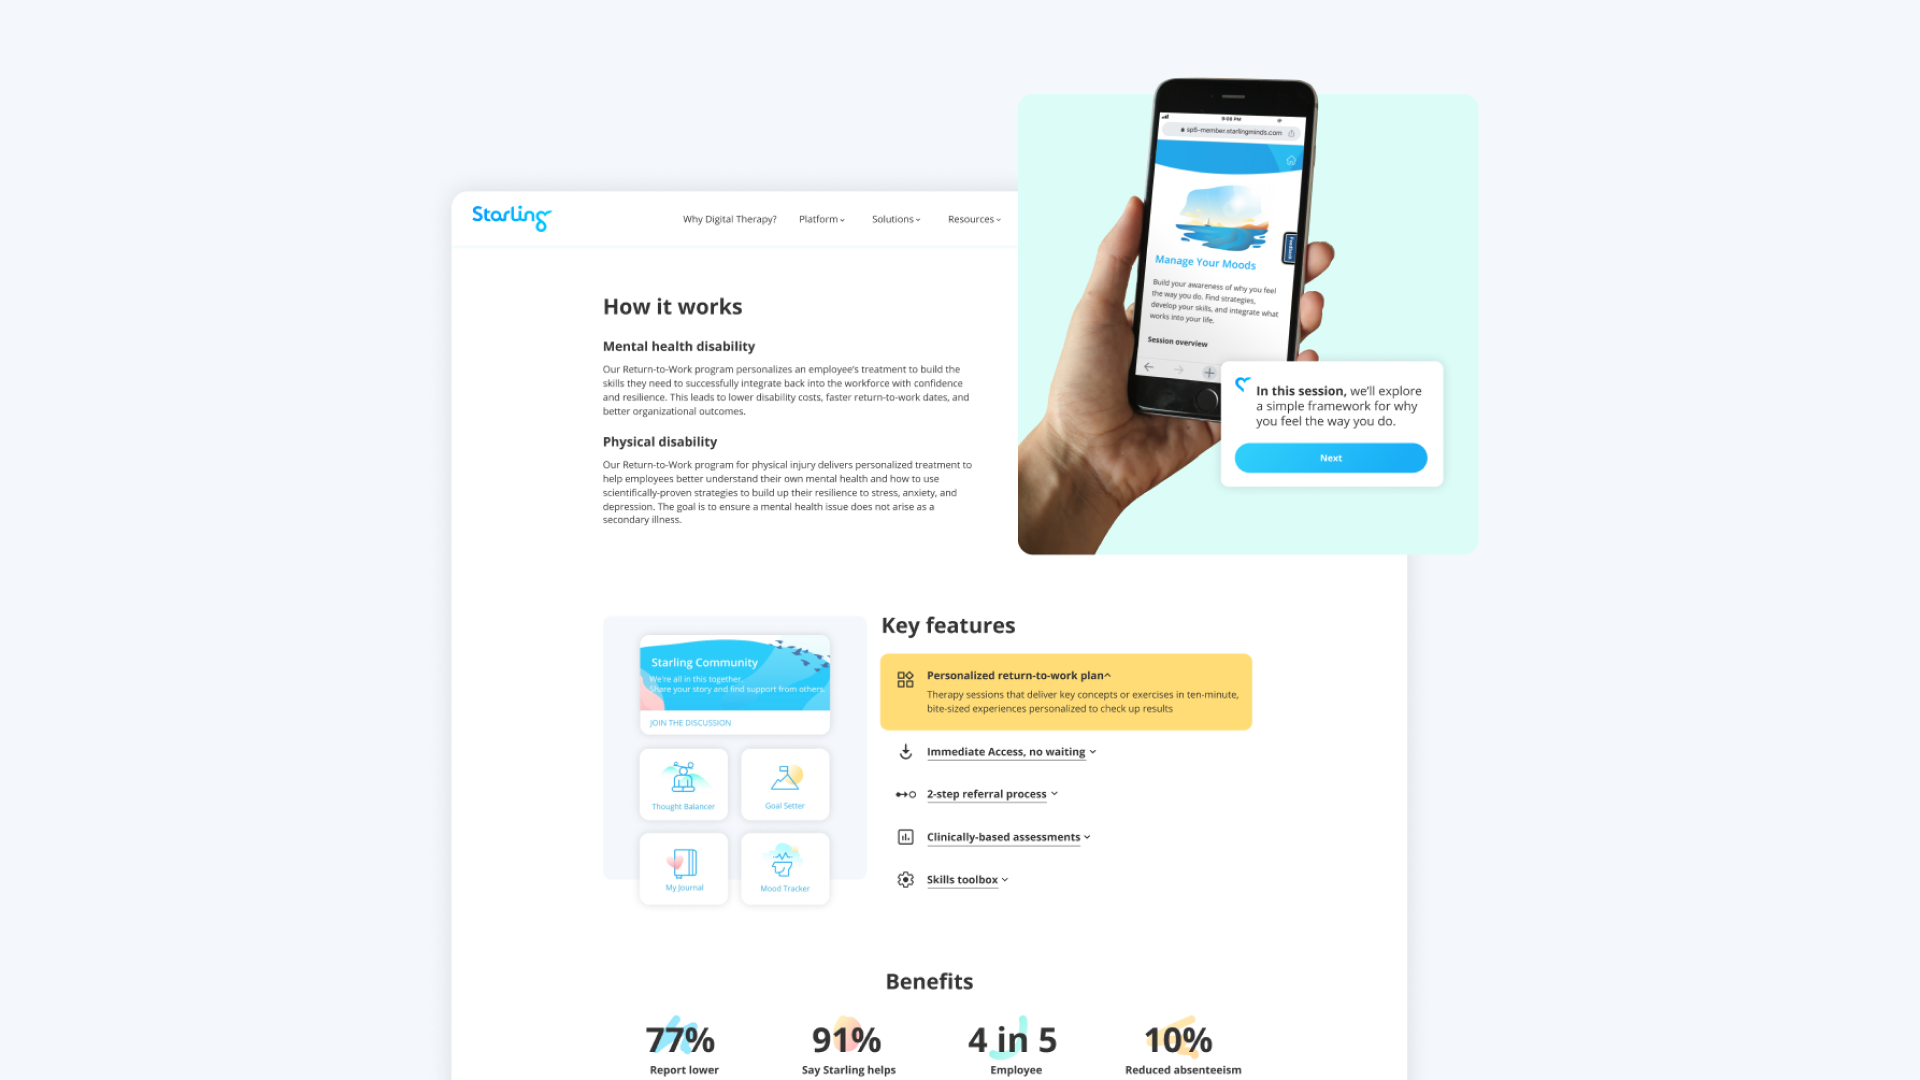 Starling
Why Digital Therapy?
Platform
Solutions
Resources
How it works
Mental health disability
Our Return-to-Work program personalizes an employee's treatment to build the
skills they need to successfully integrate back into the workforce with confidence
and resilience. This leads to lower disability costs, faster return-to-work dates, and
better organizational outcomes.
Physical disability
Our Return-to-Work program for physical injury delivers personalized treatment to
help employees better understand their own mental health and how to use
scientifically-proven strategies to build up their resilience to stress, anxiety, and
depression. The goal is to ensure a mental health issue does not arise as a
secondary illness.
9:00 PM
sp5-member.starlingminds.com
Manage Your Moods
Build your awareness of why you feel
the way you do. Find strategies,
develop your skills, and integrate what
works into your life.
Session overview
Feedback
In this session, we'll explore
a simple framework for why
you feel the way you do.
Next
Starling Community
We're all in this together.
Share your story and find support from others.
JOIN THE DISCUSSION
Thought Balancer
Goal Setter
My Journal
Mood Tracker
Key features
Personalized return-to-work plan
Therapy sessions that deliver key concepts or exercises in ten-minute,
bite-sized experiences personalized to check up results
Immediate Access, no waiting
2-step referral process
Clinically-based assessments
Skills toolbox
Benefits
77%
Report lower
91%
Say Starling helps
4 in 5
Employee
10%
Reduced absenteeism